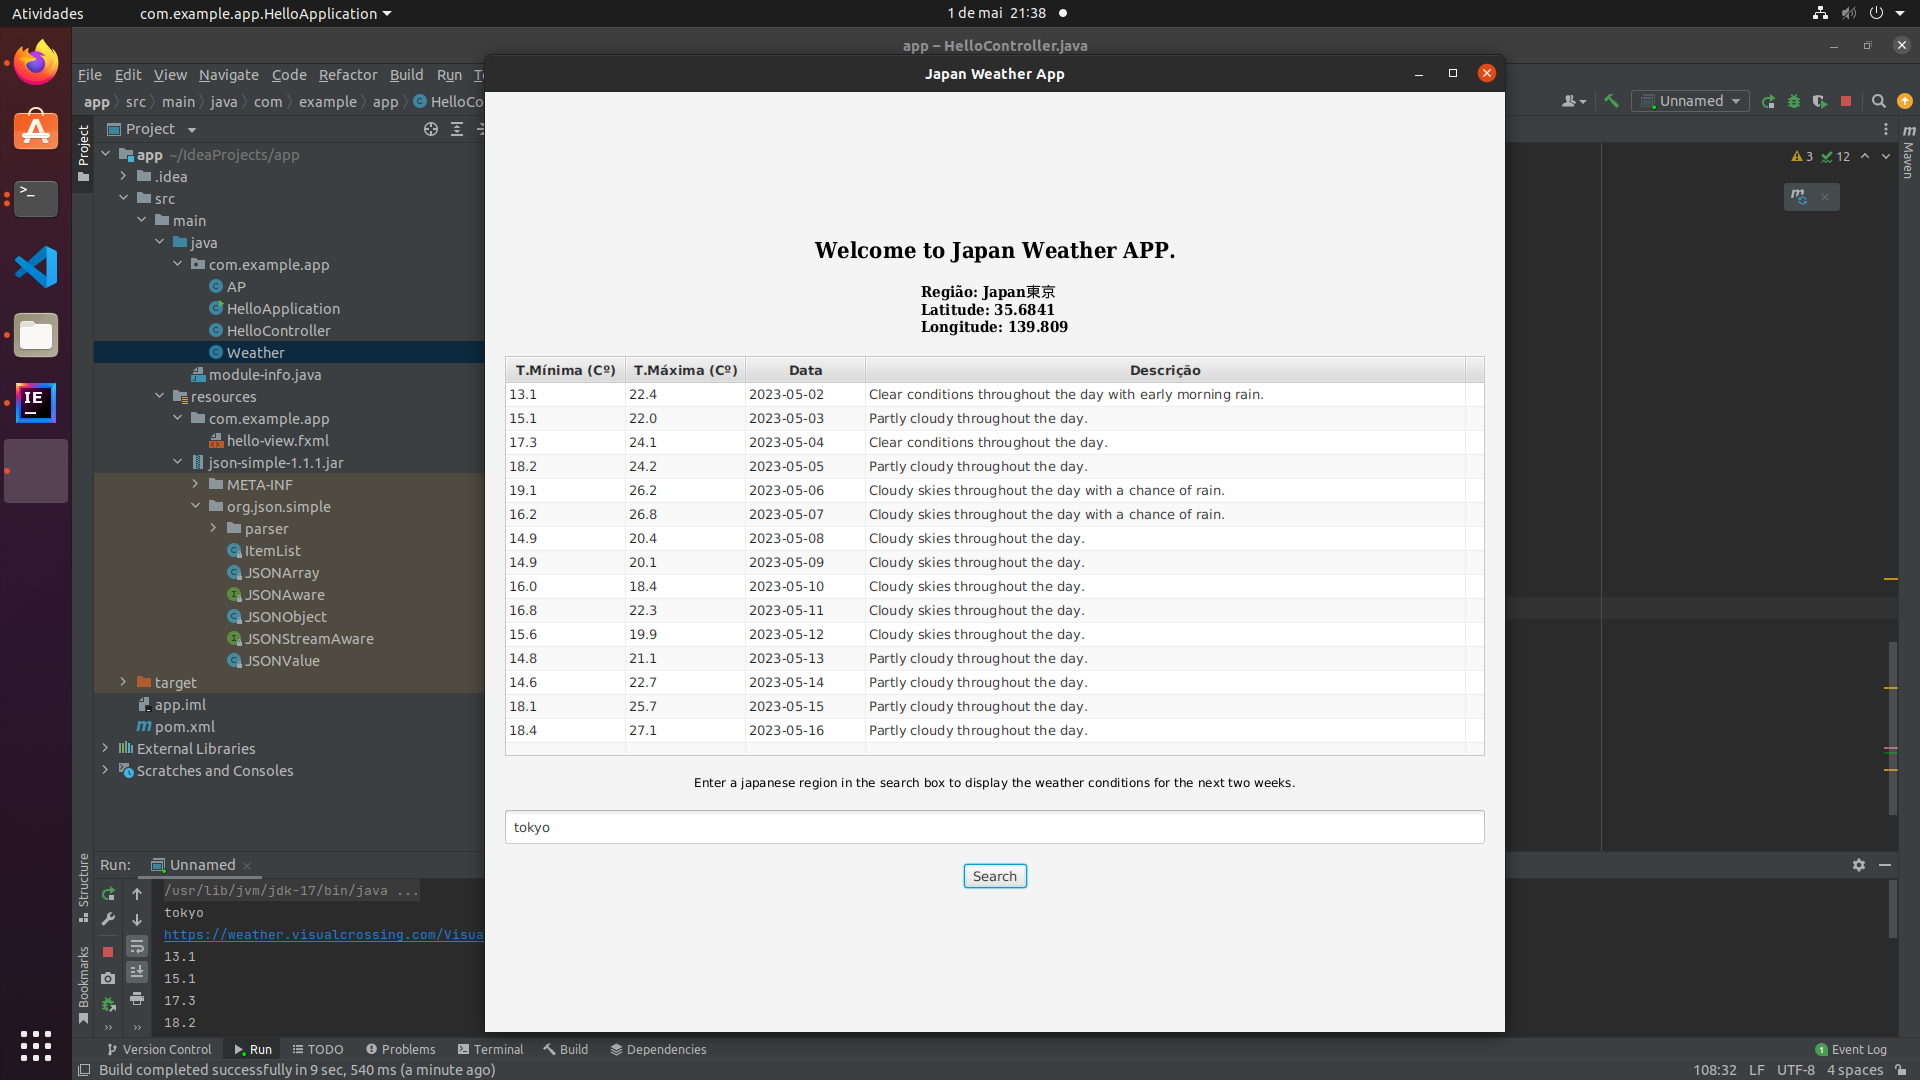 Atividades com.example.app.HelloApplication 1 de mai 21:38
app – HelloController.java
File Edit View Navigate Code Refactor Build Run
app src main java com example app HelloCo
Unnamed
Project
app ~/IdeaProjects/app
.idea
src
main
java
com.example.app
AP
HelloApplication
HelloController
Weather
module-info.java
resources
com.example.app
hello-view.fxml
json-simple-1.1.1.jar
META-INF
org.json.simple
parser
ItemList
JSONArray
JSONAware
JSONObject
JSONStreamAware
JSONValue
target
app.iml
pom.xml
External Libraries
Scratches and Consoles
Project
Structure
Bookmarks
Maven
3 12
Japan Weather App
Welcome to Japan Weather APP.
Região: Japan東京
Latitude: 35.6841
Longitude: 139.809
T.Mínima (Cº) T.Máxima (Cº) Data Descrição
13.1 22.4 2023-05-02 Clear conditions throughout the day with early morning rain.
15.1 22.0 2023-05-03 Partly cloudy throughout the day.
17.3 24.1 2023-05-04 Clear conditions throughout the day.
18.2 24.2 2023-05-05 Partly cloudy throughout the day.
19.1 26.2 2023-05-06 Cloudy skies throughout the day with a chance of rain.
16.2 26.8 2023-05-07 Cloudy skies throughout the day with a chance of rain.
14.9 20.4 2023-05-08 Cloudy skies throughout the day.
14.9 20.1 2023-05-09 Cloudy skies throughout the day.
16.0 18.4 2023-05-10 Cloudy skies throughout the day.
16.8 22.3 2023-05-11 Cloudy skies throughout the day.
15.6 19.9 2023-05-12 Cloudy skies throughout the day.
14.8 21.1 2023-05-13 Partly cloudy throughout the day.
14.6 22.7 2023-05-14 Partly cloudy throughout the day.
18.1 25.7 2023-05-15 Partly cloudy throughout the day.
18.4 27.1 2023-05-16 Partly cloudy throughout the day.
Enter a japanese region in the search box to display the weather conditions for the next two weeks.
tokyo
Search
Run: Unnamed
/usr/lib/jvm/jdk-17/bin/java ...
tokyo
https://weather.visualcrossing.com/Visua
13.1
15.1
17.3
18.2
Version Control Run TODO Problems Terminal Build Dependencies 1 Event Log
Build completed successfully in 9 sec, 540 ms (a minute ago) 108:32 LF UTF-8 4 spaces